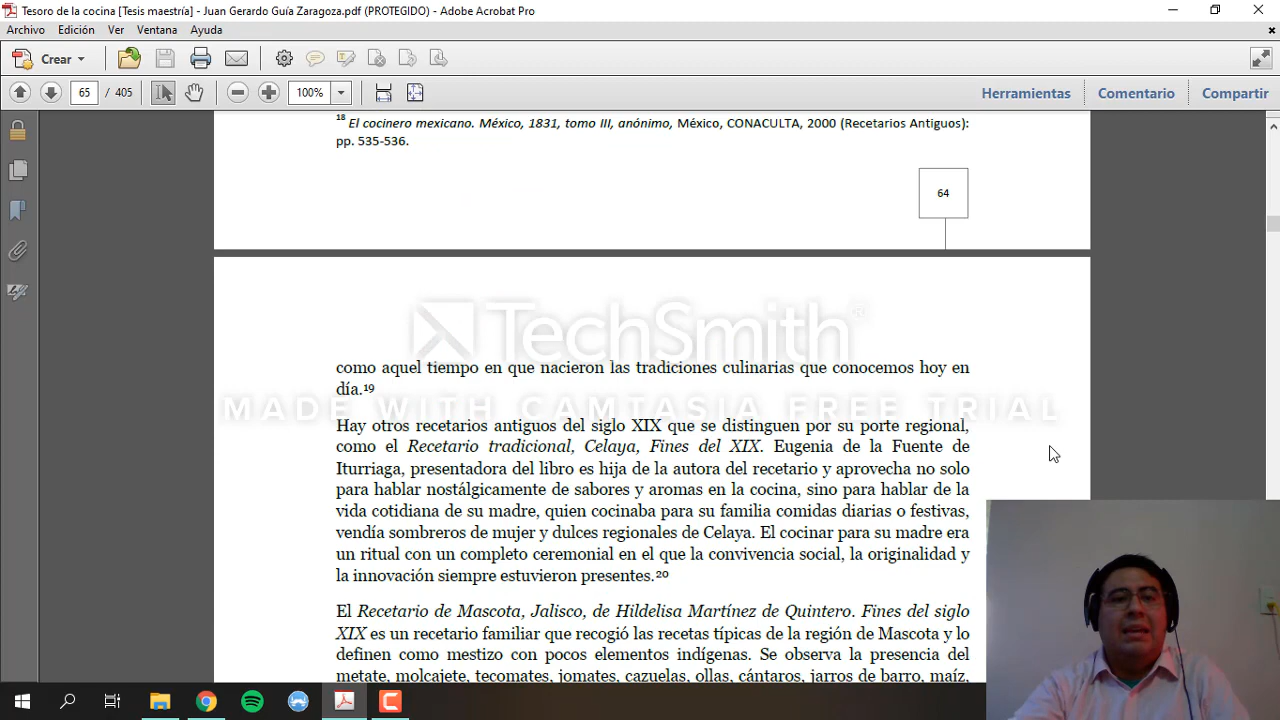 Tesoro de la cocina [Tesis maestría] - Juan Gerardo Guía Zaragoza.pdf (PROTEGIDO) - Adobe Acrobat Pro
Archivo Edición Ver Ventana Ayuda
Crear
65 / 405 100% Herramientas Comentario Compartir
18 El cocinero mexicano. México, 1831, tomo III, anónimo, México, CONACULTA, 2000 (Recetarios Antiguos):
pp. 535-536.
64
TechSmith®
como aquel tiempo en que nacieron las tradiciones culinarias que conocemos hoy en
día.19
MADE WITH CAMTASIA FREE TRIAL
Hay otros recetarios antiguos del siglo XIX que se distinguen por su porte regional,
como el Recetario tradicional, Celaya, Fines del XIX. Eugenia de la Fuente de
Iturriaga, presentadora del libro es hija de la autora del recetario y aprovecha no solo
para hablar nostálgicamente de sabores y aromas en la cocina, sino para hablar de la
vida cotidiana de su madre, quien cocinaba para su familia comidas diarias o festivas,
vendía sombreros de mujer y dulces regionales de Celaya. El cocinar para su madre era
un ritual con un completo ceremonial en el que la convivencia social, la originalidad y
la innovación siempre estuvieron presentes.20
El Recetario de Mascota, Jalisco, de Hildelisa Martínez de Quintero. Fines del siglo
XIX es un recetario familiar que recogió las recetas típicas de la región de Mascota y lo
definen como mestizo con pocos elementos indígenas. Se observa la presencia del
metate, molcajete, tecomates, jomates, cazuelas, ollas, cántaros, jarros de barro, maíz,